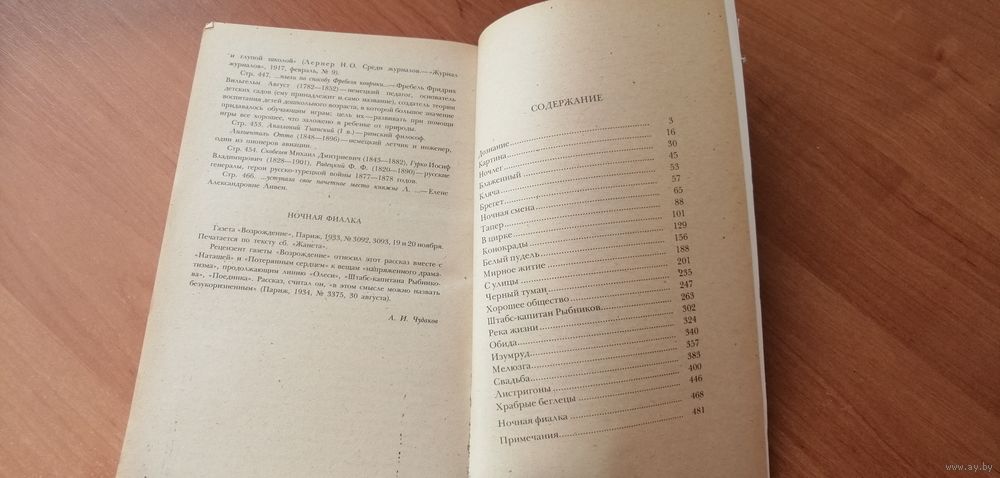 и глупой школой» (Лернер Н. О. Среди журналов.—«Журнал
журналов», 1917, февраль, № 9).
Стр. 447. ...ткали по способу Фребеля коврики...—Фребель Фридрих
Вильгельм Август (1782—1852)—немецкий педагог, основатель
детских садов (ему принадлежит и само название), создатель теории
воспитания детей дошкольного возраста, в которой большое значение
придавалось обучающим играм; цель их—развивать при помощи
игры все хорошее, что заложено в ребенке от природы.
Стр. 453. Аполлоний Тианский (I в.)—римский философ.
Лилиенталь Отто (1848—1896)—немецкий летчик и инженер,
один из пионеров авиации.
Стр. 454. Скобелев Михаил Дмитриевич (1843—1882), Гурко Иосиф
Владимирович (1828—1901), Радецкий Ф. Ф. (1820—1890)—русские
генералы, герои русско-турецкой войны 1877—1878 годов.
Стр. 466. ...уступила свое почетное место княжны Л. ...—Елене
Александровне Ливен.
НОЧНАЯ ФИАЛКА
Газета «Возрождение», Париж, 1933, № 3092, 3093, 19 и 20 ноября.
Печатается по тексту сб. «Жанета».
Рецензент газеты «Возрождение» относил этот рассказ вместе с
«Наташей» и «Потерянным сердцем» к вещам «напряженного драма-
тизма», продолжающим линию «Олеси», «Штабс-капитана Рыбнико-
ва», «Поединка». Рассказ, считал он, «в этом смысле можно назвать
безукоризненным» (Париж, 1934, № 3375, 30 августа).
А. И. Чудаков
СОДЕРЖАНИЕ
Дознание 3
Картина 16
Ночлег 30
Блаженный 45
Кляча 53
Брегет 57
Ночная смена 65
Тапер 88
В цирке 101
Конокрады 129
Белый пудель 156
Мирное житие 188
С улицы 201
Черный туман 235
Хорошее общество 247
Штабс-капитан Рыбников 263
Река жизни 302
Обида 324
Изумруд 340
Мелюзга 357
Свадьба 383
Листригоны 400
Храбрые беглецы 446
Ночная фиалка 468
Примечания 481
www.ay.by